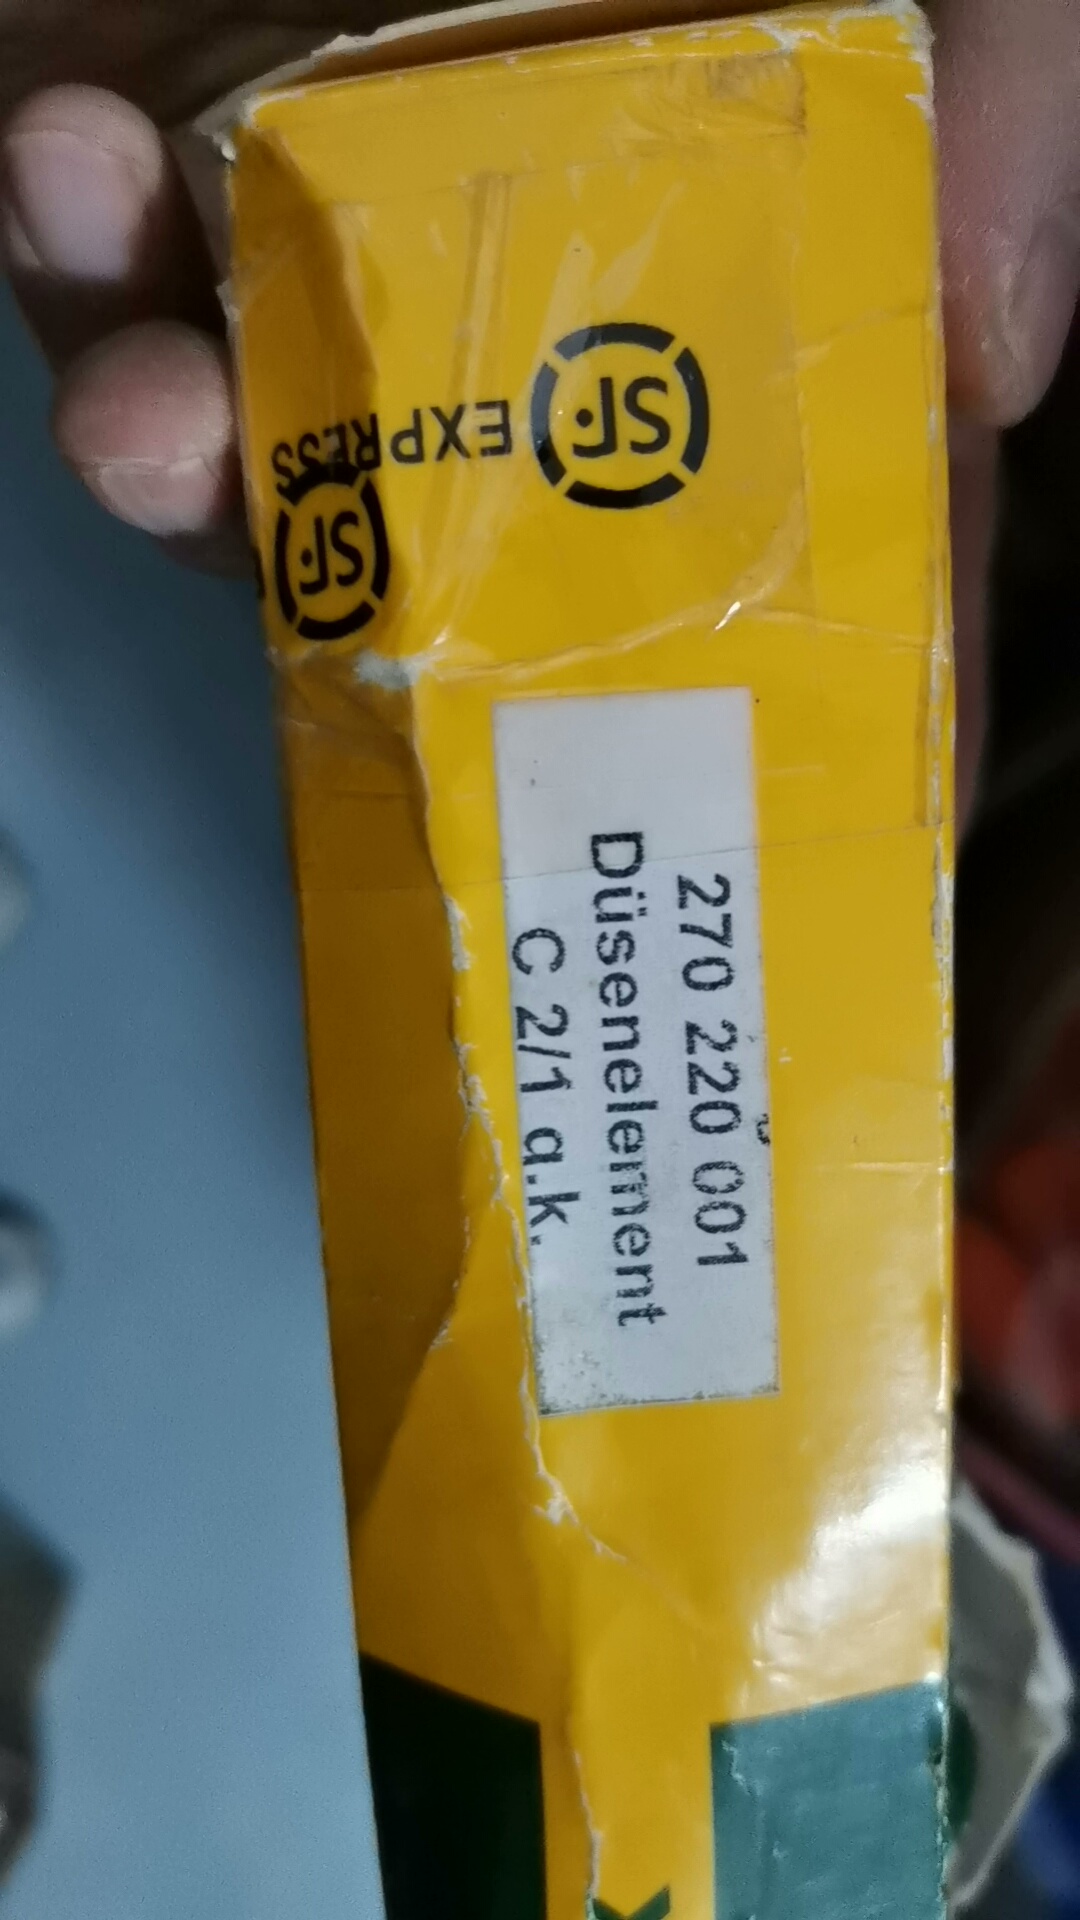 SF EXPRESS
SF
270 220 001
Düsenelement
C 2/1 a.k.